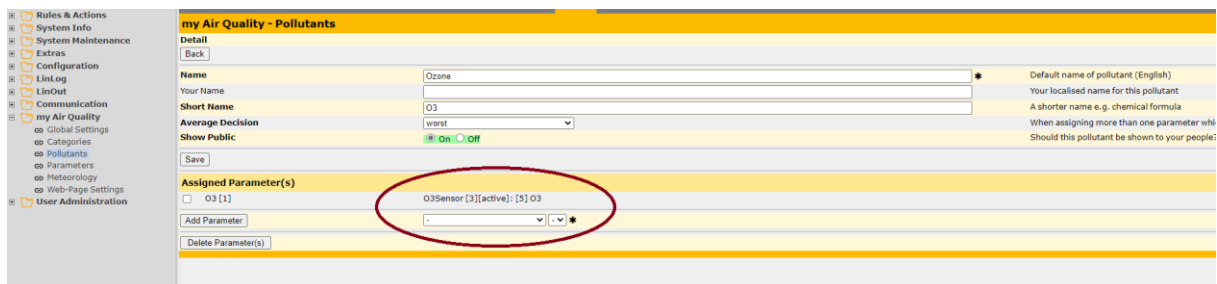 Rules & Actions
System Info
System Maintenance
Extras
Configuration
LinLog
LinOut
Communication
my Air Quality
Global Settings
Categories
Pollutants
Parameters
Meteorology
Web-Page Settings
User Administration
my Air Quality - Pollutants
Detail
Back
Name Ozone * Default name of pollutant (English)
Your Name Your localised name for this pollutant
Short Name O3 A shorter name e.g. chemical formula
Average Decision worst When assigning more than one parameter whi
Show Public On Off Should this pollutant be shown to your people?
Save
Assigned Parameter(s)
O3 [1] O3Sensor [3][active]: [5] O3
Add Parameter - - *
Delete Parameter(s)